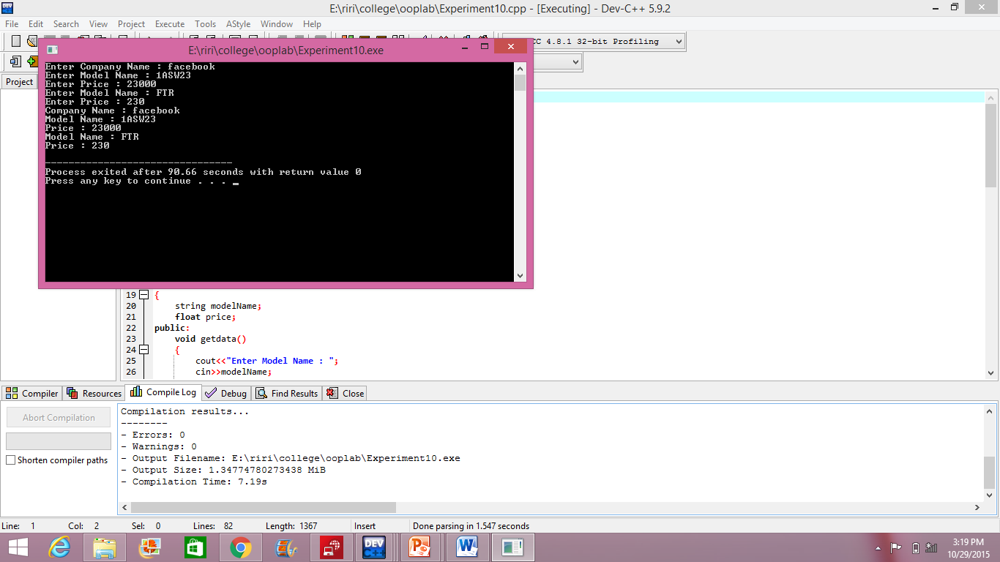 E:\riri\college\ooplab\Experiment10.cpp - [Executing] - Dev-C++ 5.9.2
File Edit Search View Project Execute Tools AStyle Window Help
CC 4.8.1 32-bit Profiling
E:\riri\college\ooplab\Experiment10.exe
Enter Company Name : facebook
Enter Model Name : 1ASW23
Enter Price : 23000
Enter Model Name : FTR
Enter Price : 230
Company Name : facebook
Model Name : 1ASW23
Price : 23000
Model Name : FTR
Price : 230
--------------------------------
Process exited after 90.66 seconds with return value 0
Press any key to continue . . . _
Project
19 {
20 string modelName;
21 float price;
22 public:
23 void getdata()
24 {
25 cout<<"Enter Model Name : ";
26 cin>>modelName;
Compiler Resources Compile Log Debug Find Results Close
Abort Compilation
Shorten compiler paths
Compilation results...
--------
- Errors: 0
- Warnings: 0
- Output Filename: E:\riri\college\ooplab\Experiment10.exe
- Output Size: 1.34774780273438 MiB
- Compilation Time: 7.19s
Line: 1 Col: 2 Sel: 0 Lines: 82 Length: 1367 Insert Done parsing in 1.547 seconds
DEV
3:19 PM
10/29/2015